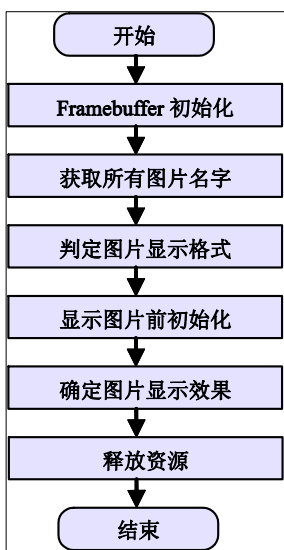 开始
Framebuffer 初始化
获取所有图片名字
判定图片显示格式
显示图片前初始化
确定图片显示效果
释放资源
结束